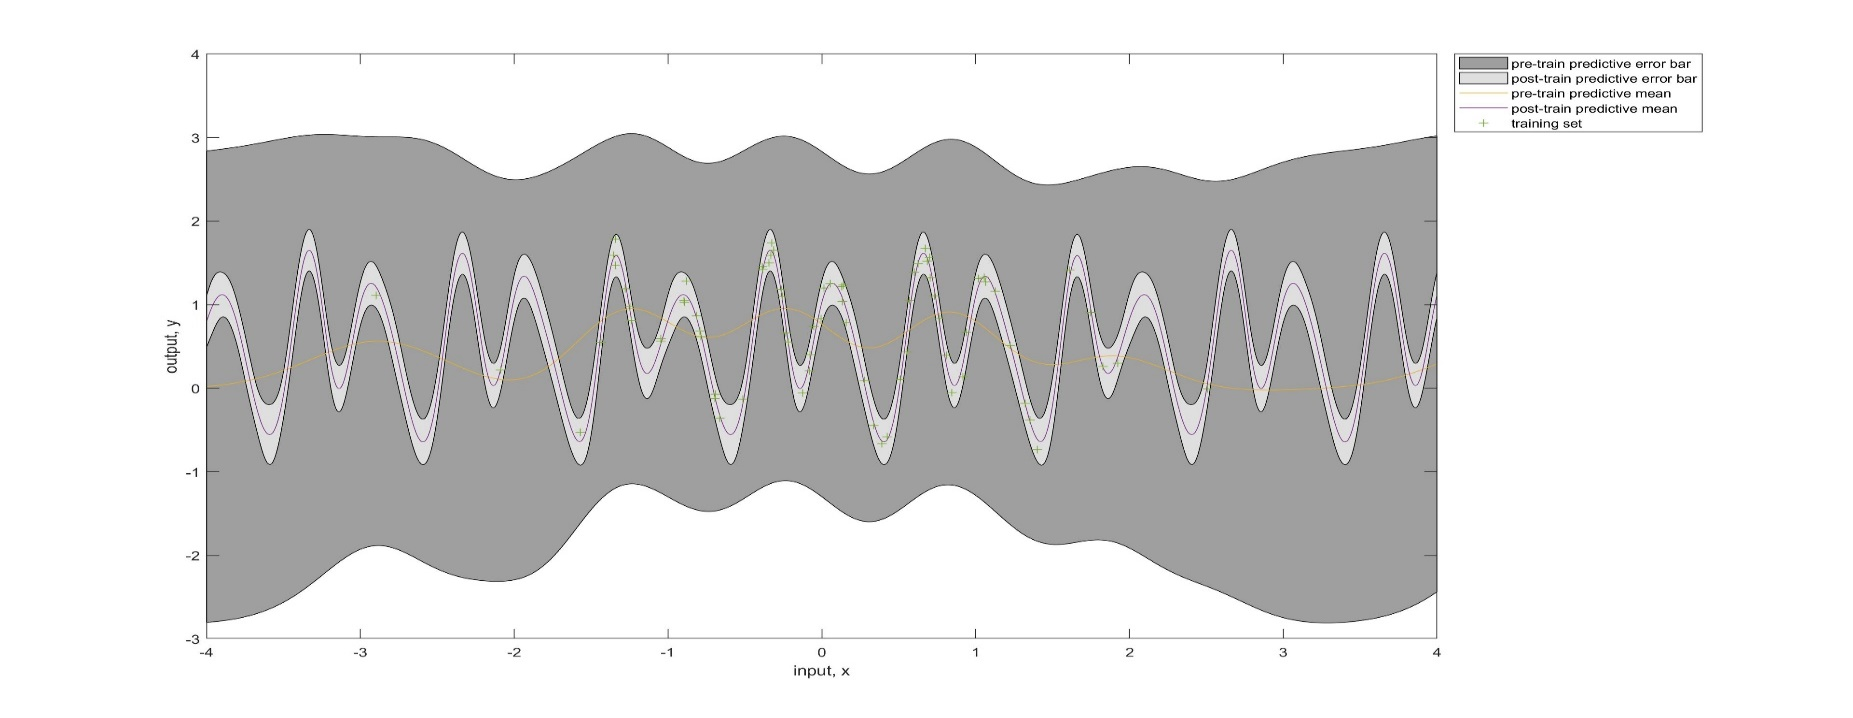 4
3
2
1
0
-1
-2
-3
output, y
-4 -3 -2 -1 0 1 2 3 4
input, x
pre-train predictive error bar
post-train predictive error bar
pre-train predictive mean
post-train predictive mean
training set